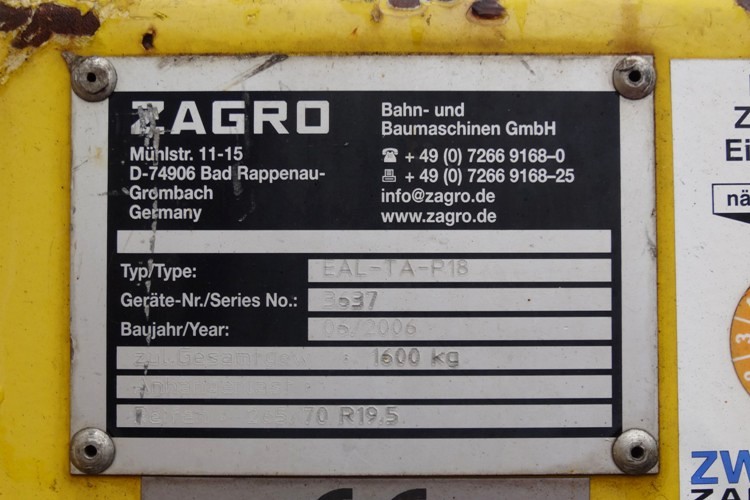 ZAGRO
Bahn- und
Baumaschinen GmbH
Mühlstr. 11-15
D-74906 Bad Rappenau-
Grombach
Germany
☎ + 49 (0) 7266 9168–0
+ 49 (0) 7266 9168–25
info@zagro.de
www.zagro.de
Typ/Type: EAL-TA-P18
Geräte-Nr./Series No.: 3637
Baujahr/Year: 06/2006
zul. 1600 kg
70 R19,5
Z
Ei
nä
ZW
ZA